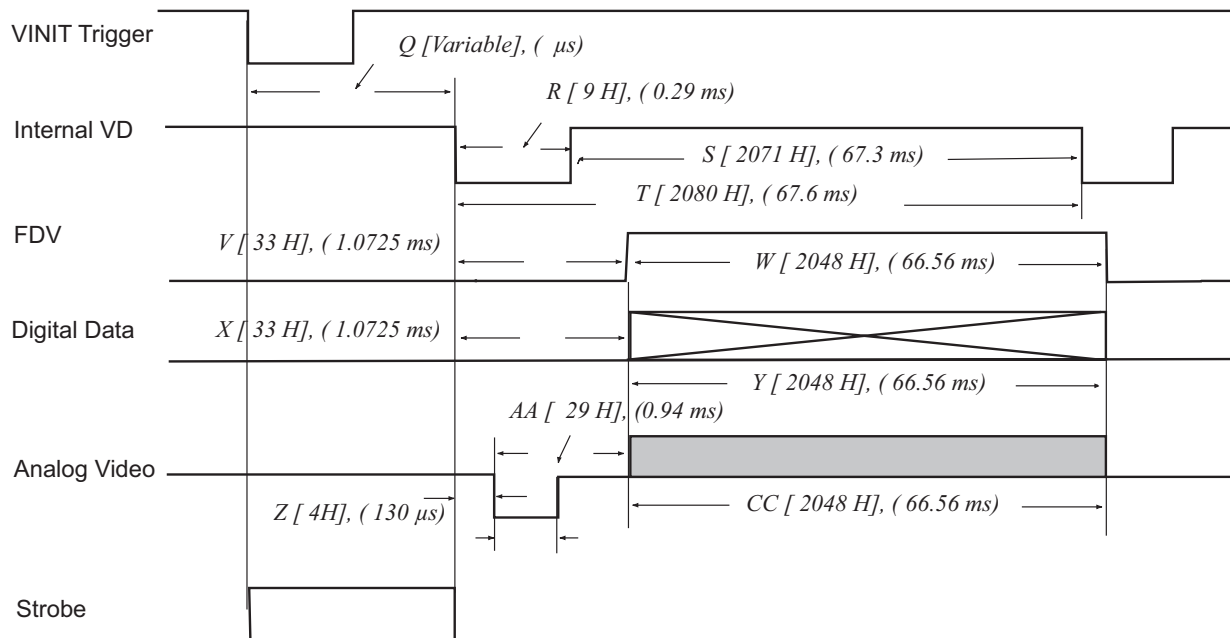 VINIT Trigger
Q [Variable], ( μs)
R [ 9 H], ( 0.29 ms)
Internal VD
S [ 2071 H], ( 67.3 ms)
T [ 2080 H], ( 67.6 ms)
FDV
V [ 33 H], ( 1.0725 ms)
W [ 2048 H], ( 66.56 ms)
Digital Data
X [ 33 H], ( 1.0725 ms)
Y [ 2048 H], ( 66.56 ms)
AA [ 29 H], (0.94 ms)
Analog Video
Z [ 4H], ( 130 μs)
CC [ 2048 H], ( 66.56 ms)
Strobe